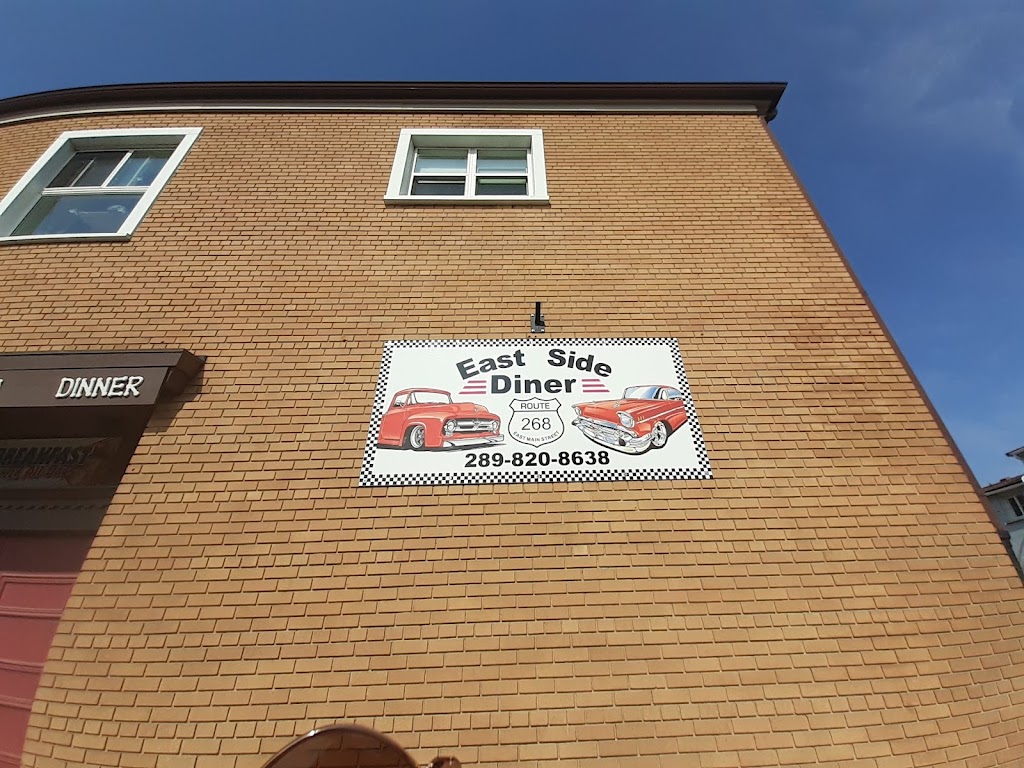 East Side
Diner
ROUTE
268
EAST MAIN STREET
289-820-8638
DINNER
BREAKFAST